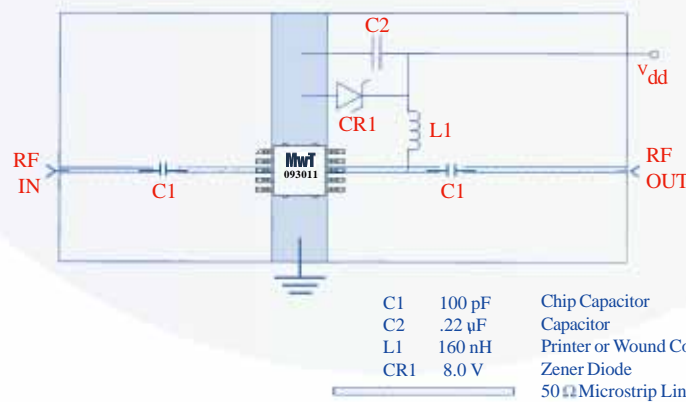 C2
Vdd
CR1
L1
RF IN
C1
MwT
093011
C1
RF OUT
C1 100 pF Chip Capacitor
C2 .22 µF Capacitor
L1 160 nH Printer or Wound Co
CR1 8.0 V Zener Diode
50 Ω Microstrip Lin